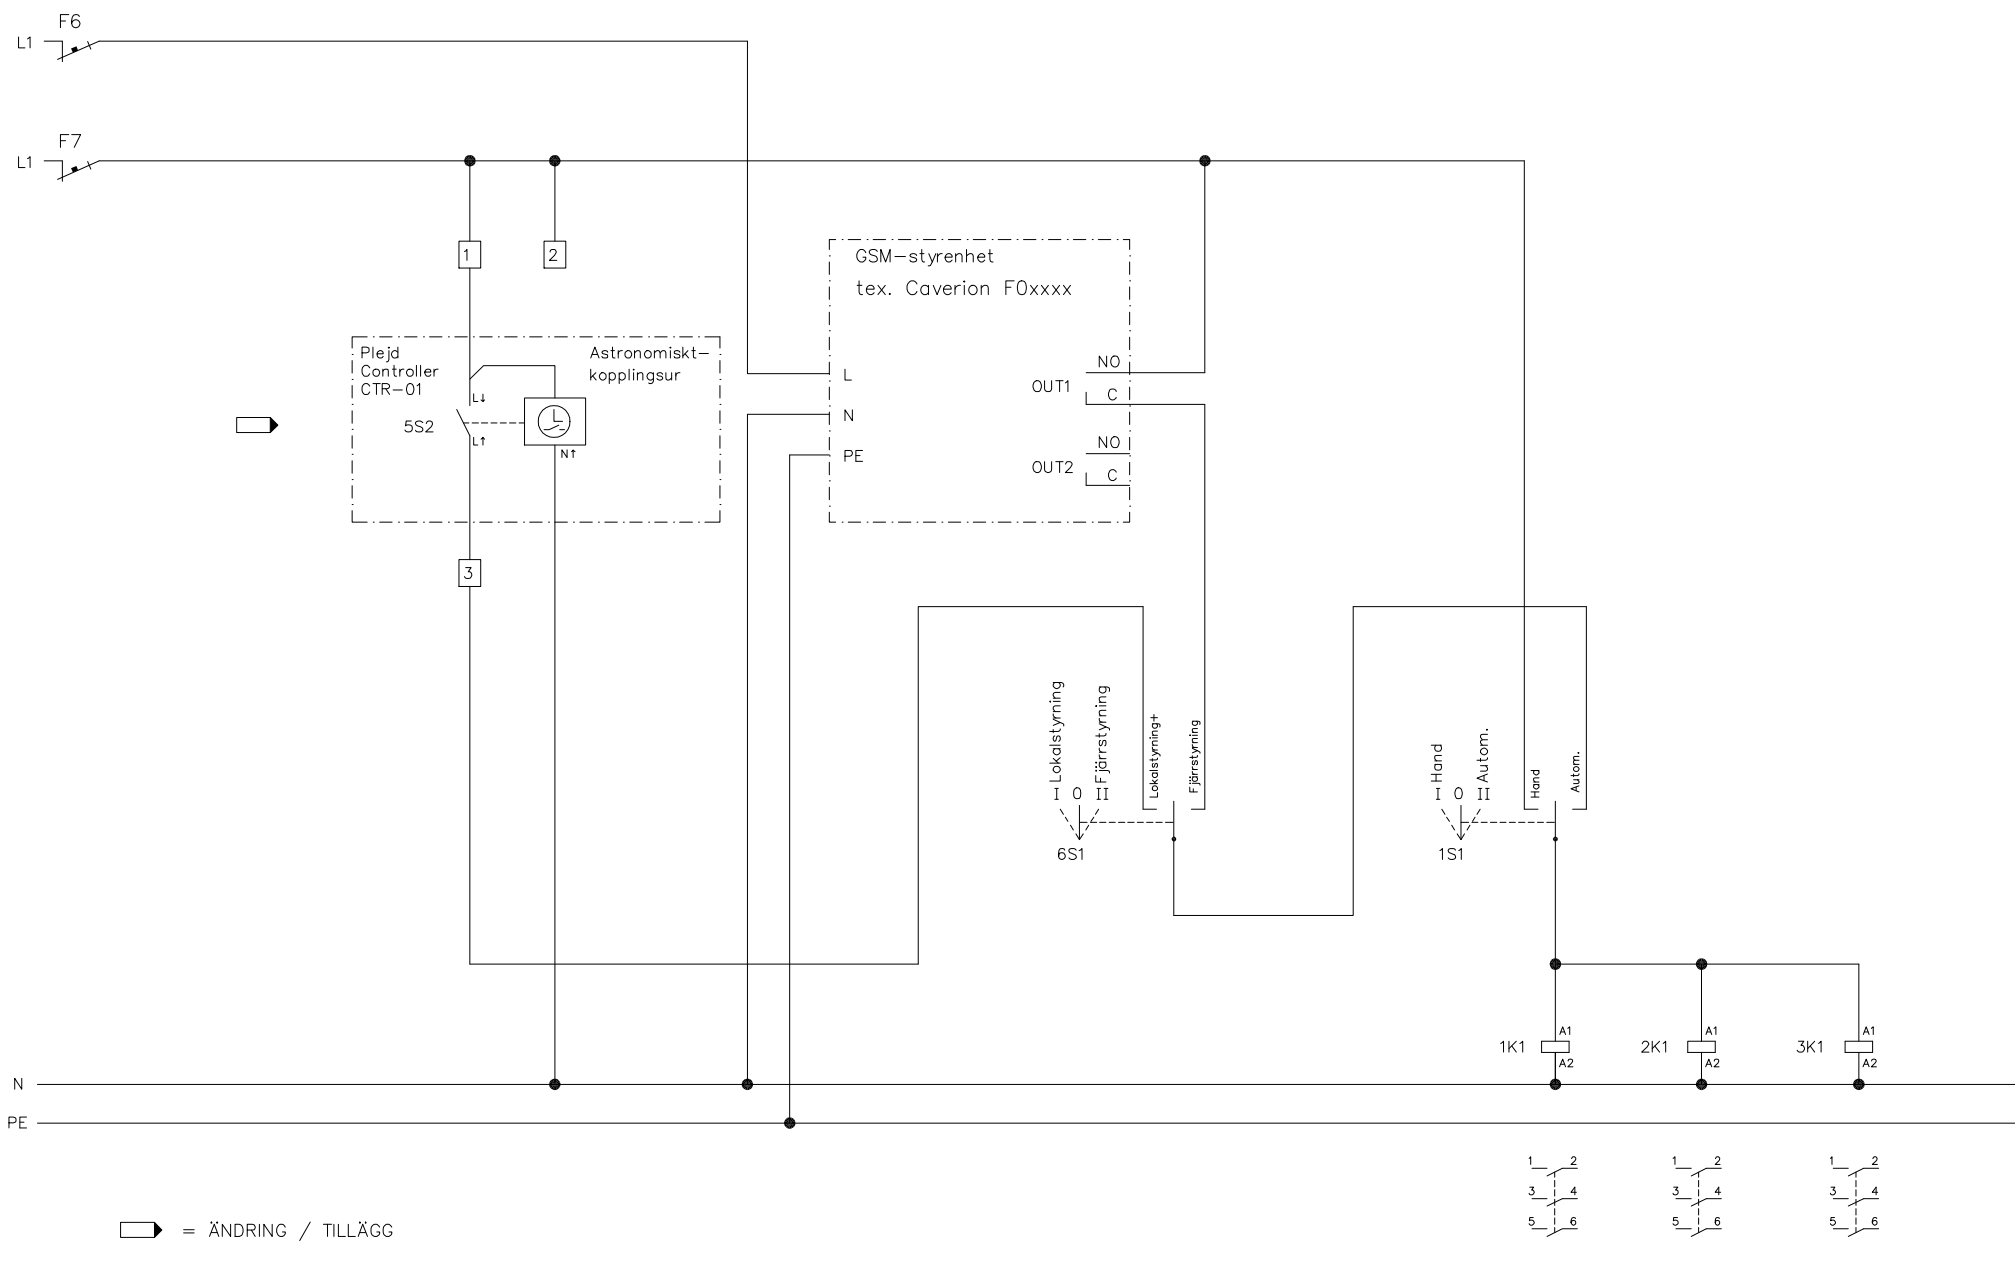 F6
L1
F7
L1
1
2
GSM-styrenhet
tex. Caverion F0xxxx
Plejd
Controller
CTR-01
Astronomiskt-
kopplingsur
L↓
5S2
L↑
N↑
L
N
PE
NO
OUT1
C
NO
OUT2
C
3
I Lokalstyrning
0
II Fjärrstyrning
Lokalstyrning+
Fjärrstyrning
6S1
I Hand
0
II Autom.
Hand
Autom.
1S1
1K1
A1
A2
2K1
A1
A2
3K1
A1
A2
N
PE
1 2
3 4
5 6
1 2
3 4
5 6
1 2
3 4
5 6
= ÄNDRING / TILLÄGG